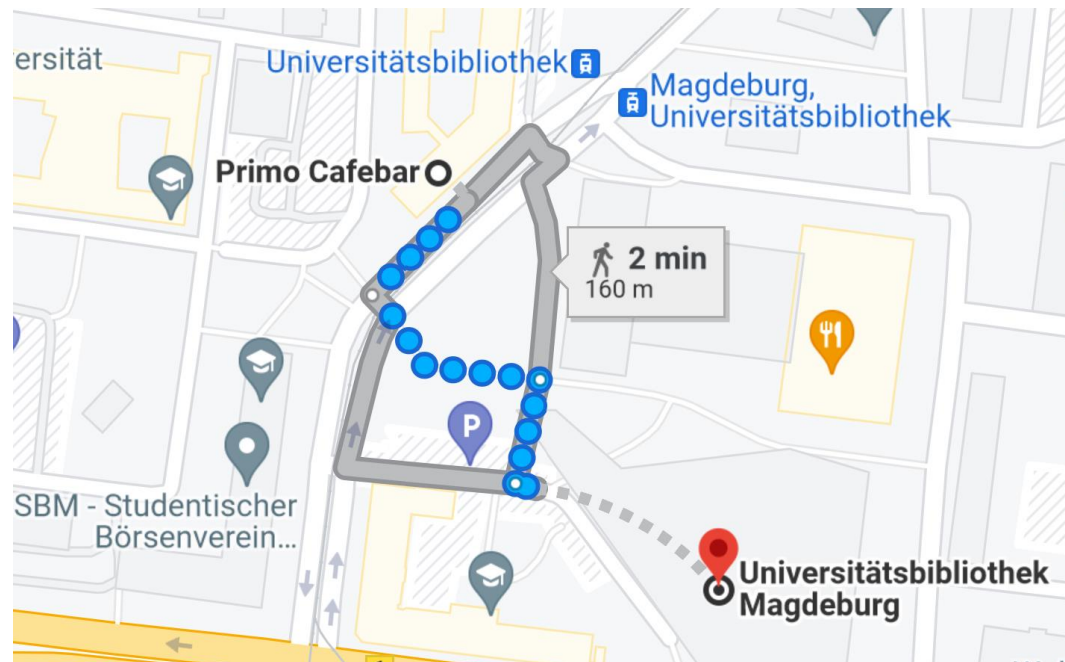 ersität
Universitätsbibliothek
Magdeburg,
Universitätsbibliothek
Primo Cafebar
2 min
160 m
P
SBM - Studentischer
Börsenverein...
Universitätsbibliothek
Magdeburg